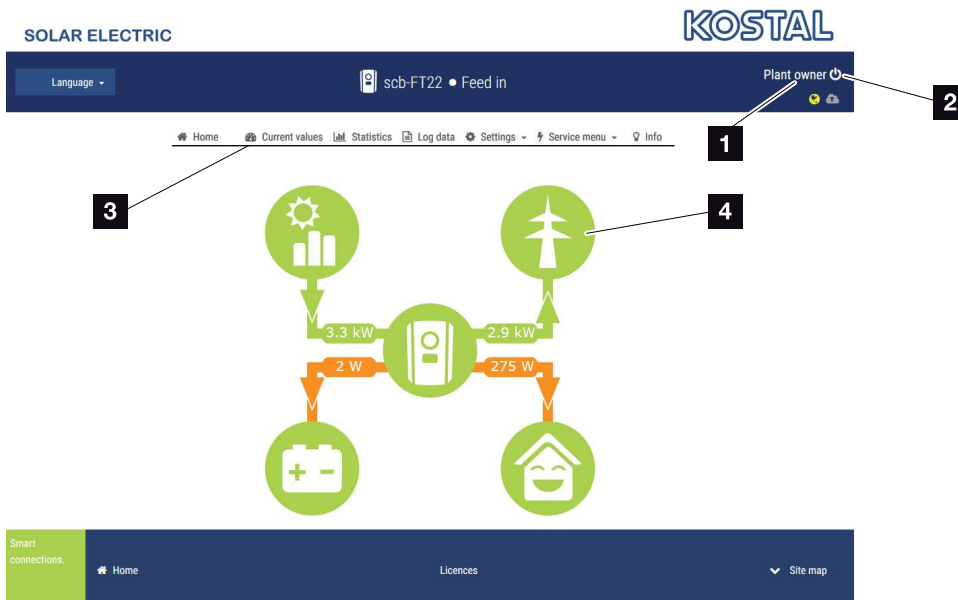 SOLAR ELECTRIC
KOSTAL
Language
scb-FT22 ● Feed in
Plant owner
2
1
Home Current values Statistics Log data Settings Service menu Info
3
4
3.3 kW
2.9 kW
2 W
275 W
+ -
Smart
connections.
Home
Licences
Site map